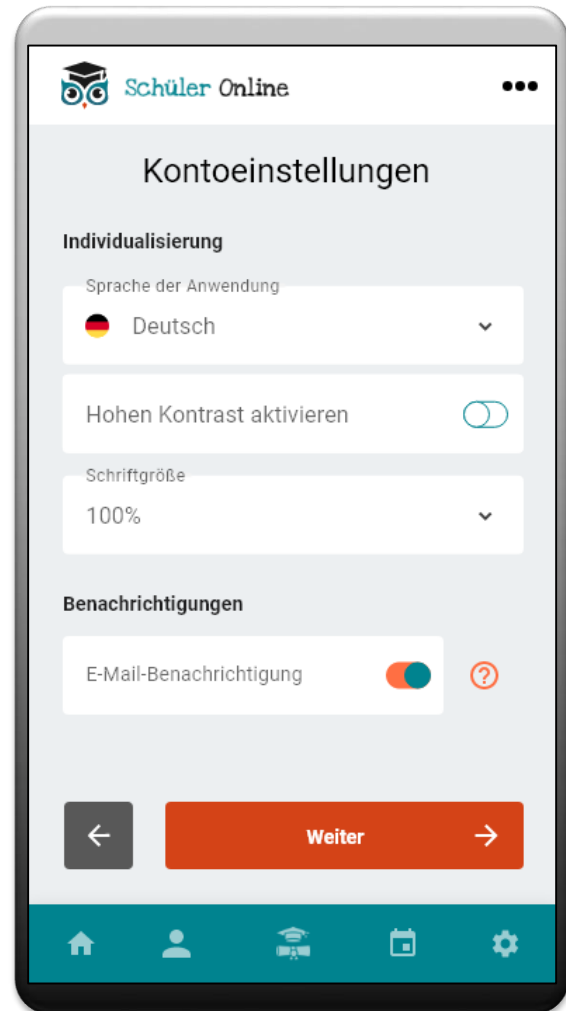 Schüler Online
Kontoeinstellungen
Individualisierung
Sprache der Anwendung
Deutsch
Hohen Kontrast aktivieren
Schriftgröße
100%
Benachrichtigungen
E-Mail-Benachrichtigung
Weiter